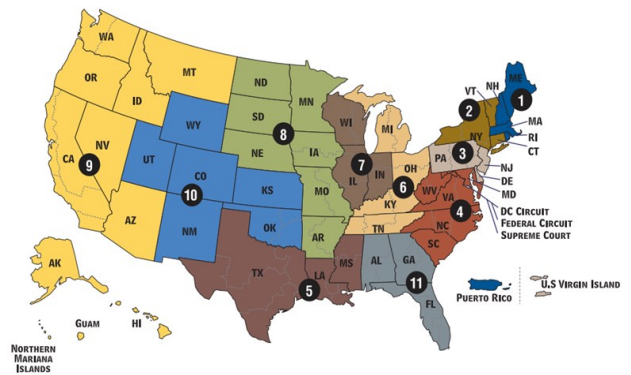 WA
OR
ID
MT
NV
CA
9
AZ
WY
UT
CO
10
NM
KS
OK
ND
SD
8
NE
MN
IA
MO
AR
TX
LA
5
MS
WI
7
IL
IN
MI
OH
6
KY
TN
WV
VA
4
NC
SC
AL
GA
11
FL
PA
3
NY
2
VT
NH
ME
1
MA
RI
CT
NJ
DE
MD
DC CIRCUIT
FEDERAL CIRCUIT
SUPREME COURT
PUERTO RICO
U.S VIRGIN ISLAND
AK
GUAM
HI
NORTHERN
MARIANA
ISLANDS